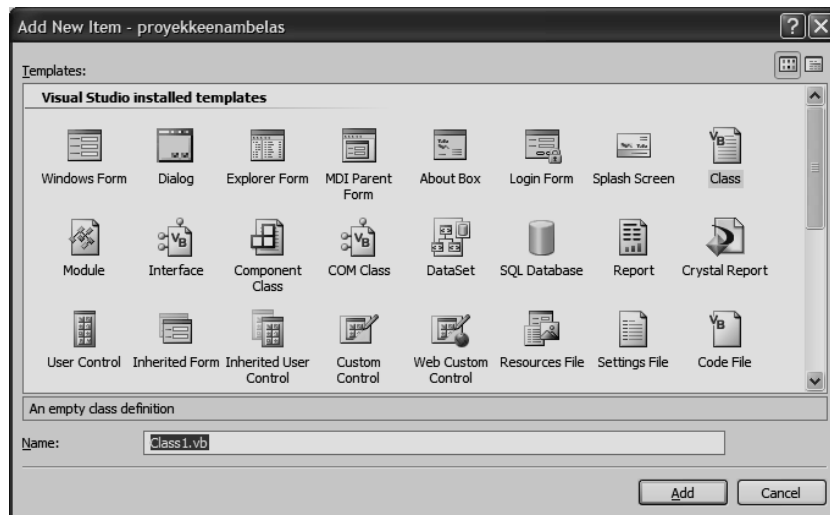 Add New Item - proyekkeenambelas
Templates:
Visual Studio installed templates
Windows Form Dialog Explorer Form MDI Parent Form About Box Login Form Splash Screen Class
Module Interface Component Class COM Class DataSet SQL Database Report Crystal Report
User Control Inherited Form Inherited User Control Custom Control Web Custom Control Resources File Settings File Code File
An empty class definition
Name: Class1.vb
Add Cancel